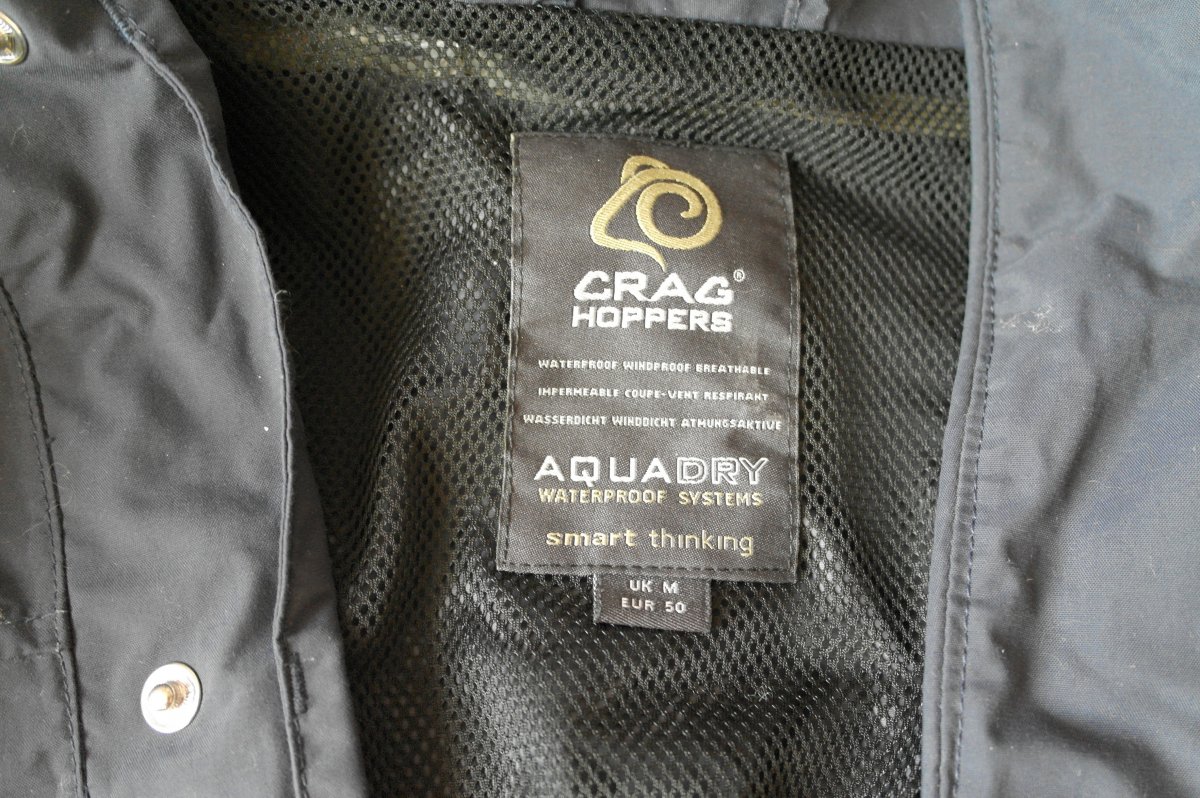 CRAG®
HOPPERS
WATERPROOF WINDPROOF BREATHABLE
IMPERMEABLE COUPE-VENT RESPIRANT
WASSERDICHT WINDDICHT ATMUNGSAKTIVE
AQUADRY
WATERPROOF SYSTEMS
smart thinking
UK M
EUR 50